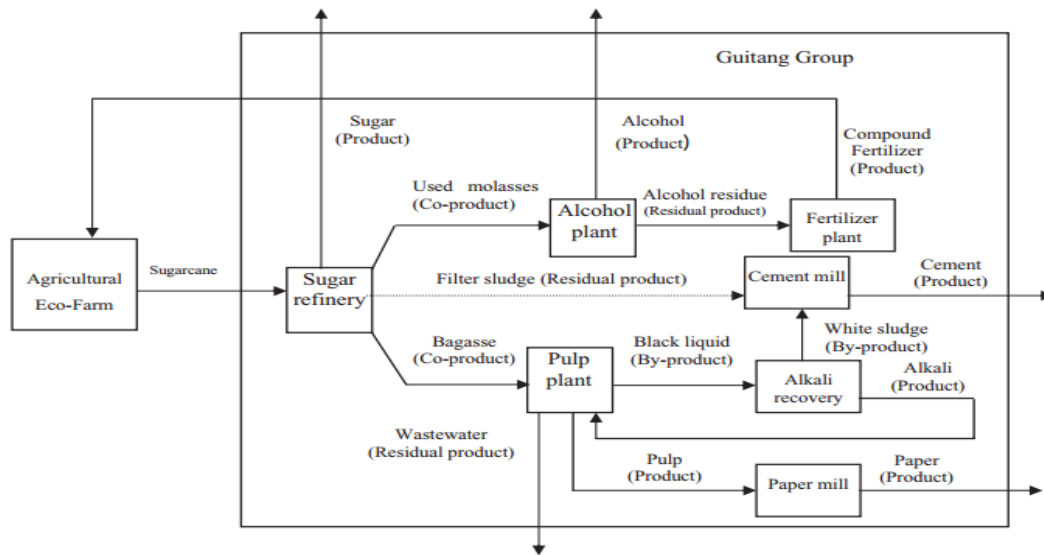 Guitang Group
Sugar
(Product)
Alcohol
(Product)
Compound
Fertilizer
(Product)
Used molasses
(Co-product)
Alcohol
plant
Alcohol residue
(Residual product)
Fertilizer
plant
Agricultural
Eco-Farm
Sugarcane
Sugar
refinery
Filter sludge (Residual product)
Cement mill
Cement
(Product)
Bagasse
(Co-product)
Pulp
plant
Black liquid
(By-product)
White sludge
(By-product)
Alkali
recovery
Alkali
(Product)
Wastewater
(Residual product)
Pulp
(Product)
Paper mill
Paper
(Product)